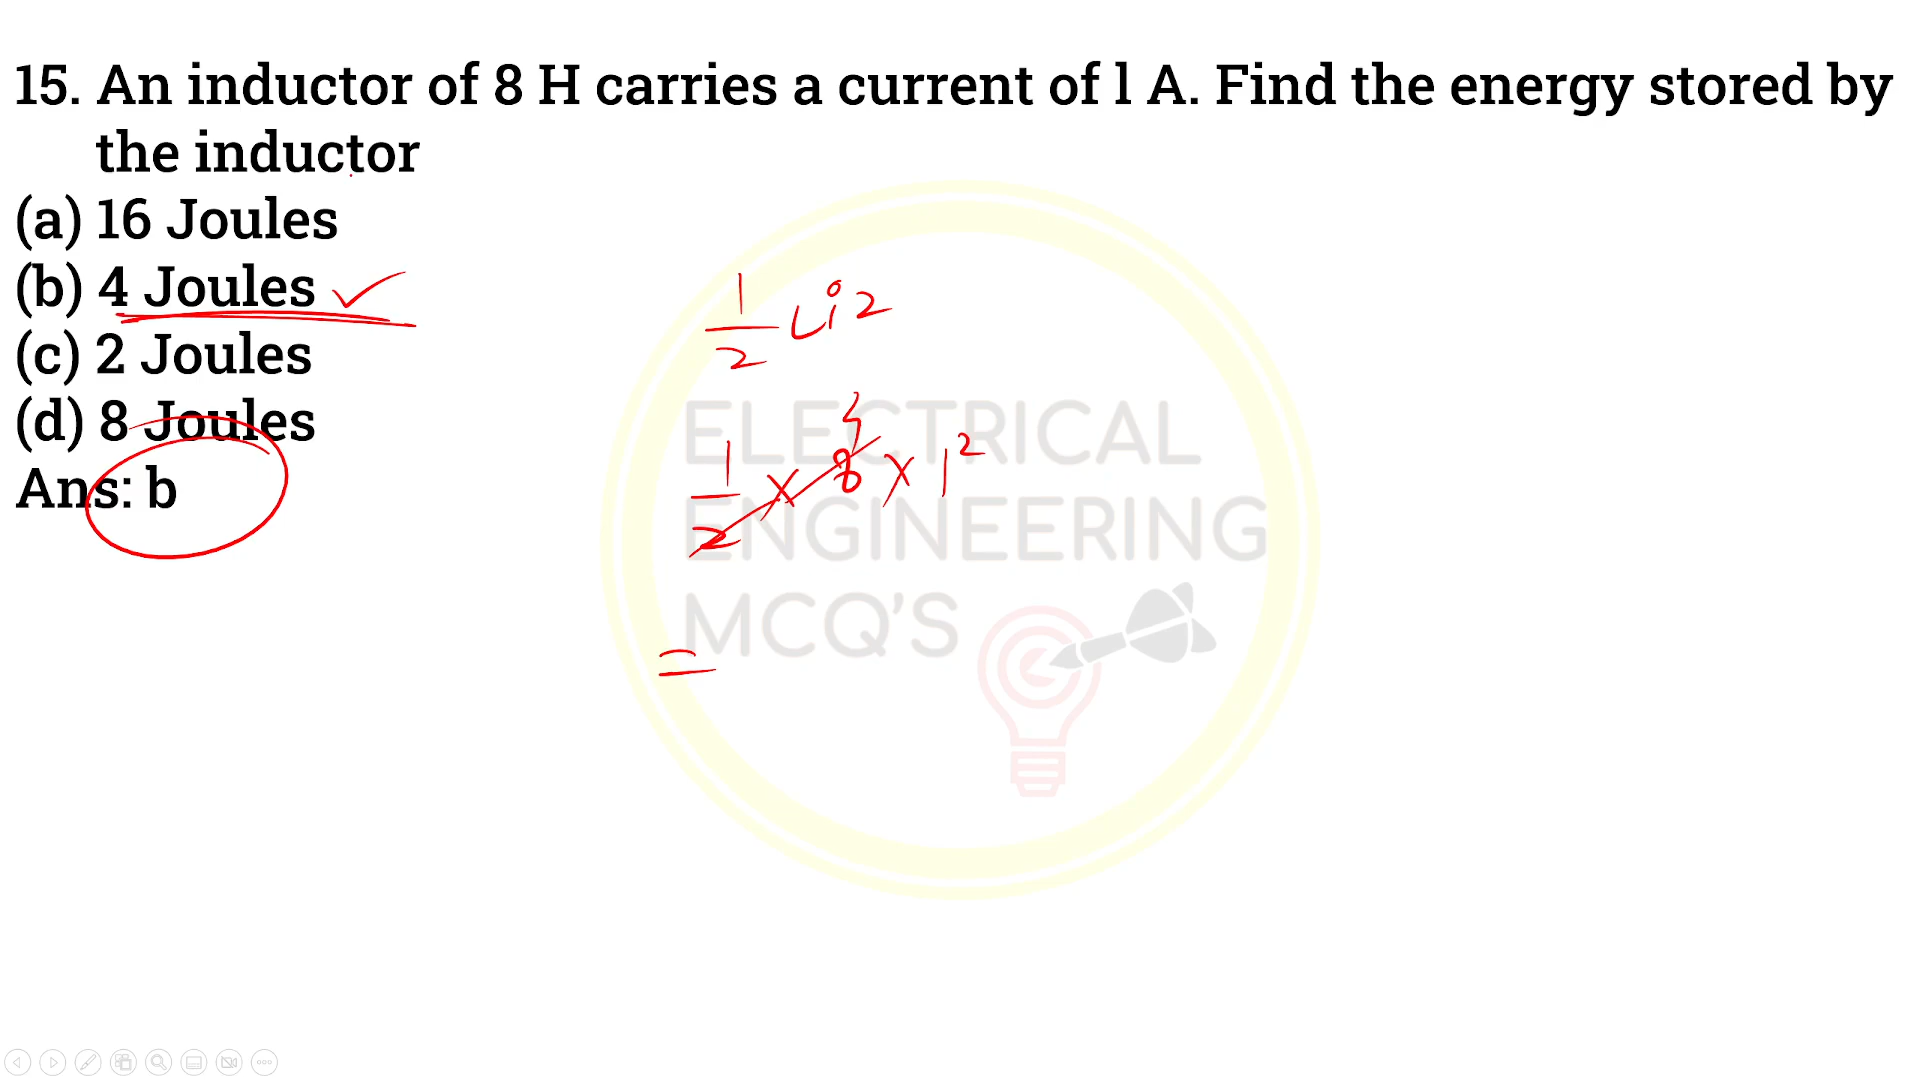 15. An inductor of 8 H carries a current of l A. Find the energy stored by
the inductor
(a) 16 Joules
(b) 4 Joules ✓
(c) 2 Joules
(d) 8 Joules
Ans: b
1/2 Li2
4
1/2 x 8 x 1²
=
ELECTRICAL
ENGINEERING
MCQ'S